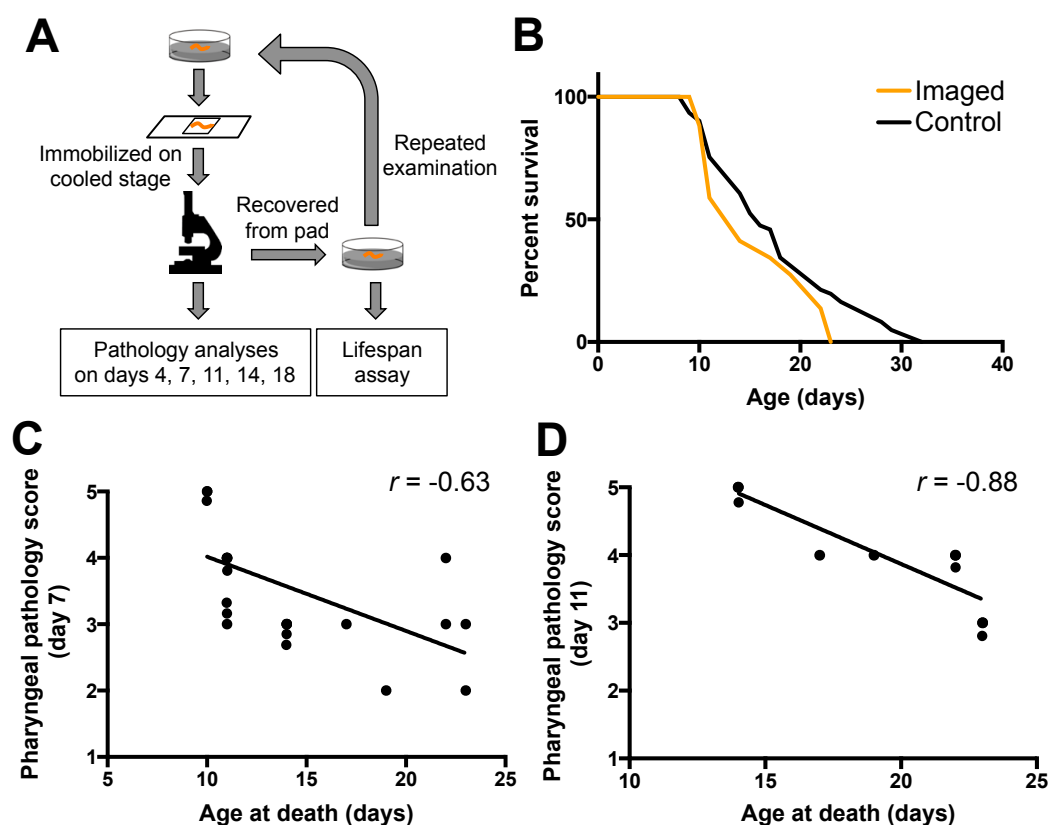 A
Immobilized on
cooled stage
Recovered
from pad
Repeated
examination
Pathology analyses
on days 4, 7, 11, 14, 18
Lifespan
assay
B
Imaged
Control
Percent survival
100
50
0
0 10 20 30 40
Age (days)
C
r = -0.63
Pharyngeal pathology score
(day 7)
5
4
3
2
1
5 10 15 20 25
Age at death (days)
D
r = -0.88
Pharyngeal pathology score
(day 11)
5
4
3
2
1
10 15 20 25
Age at death (days)